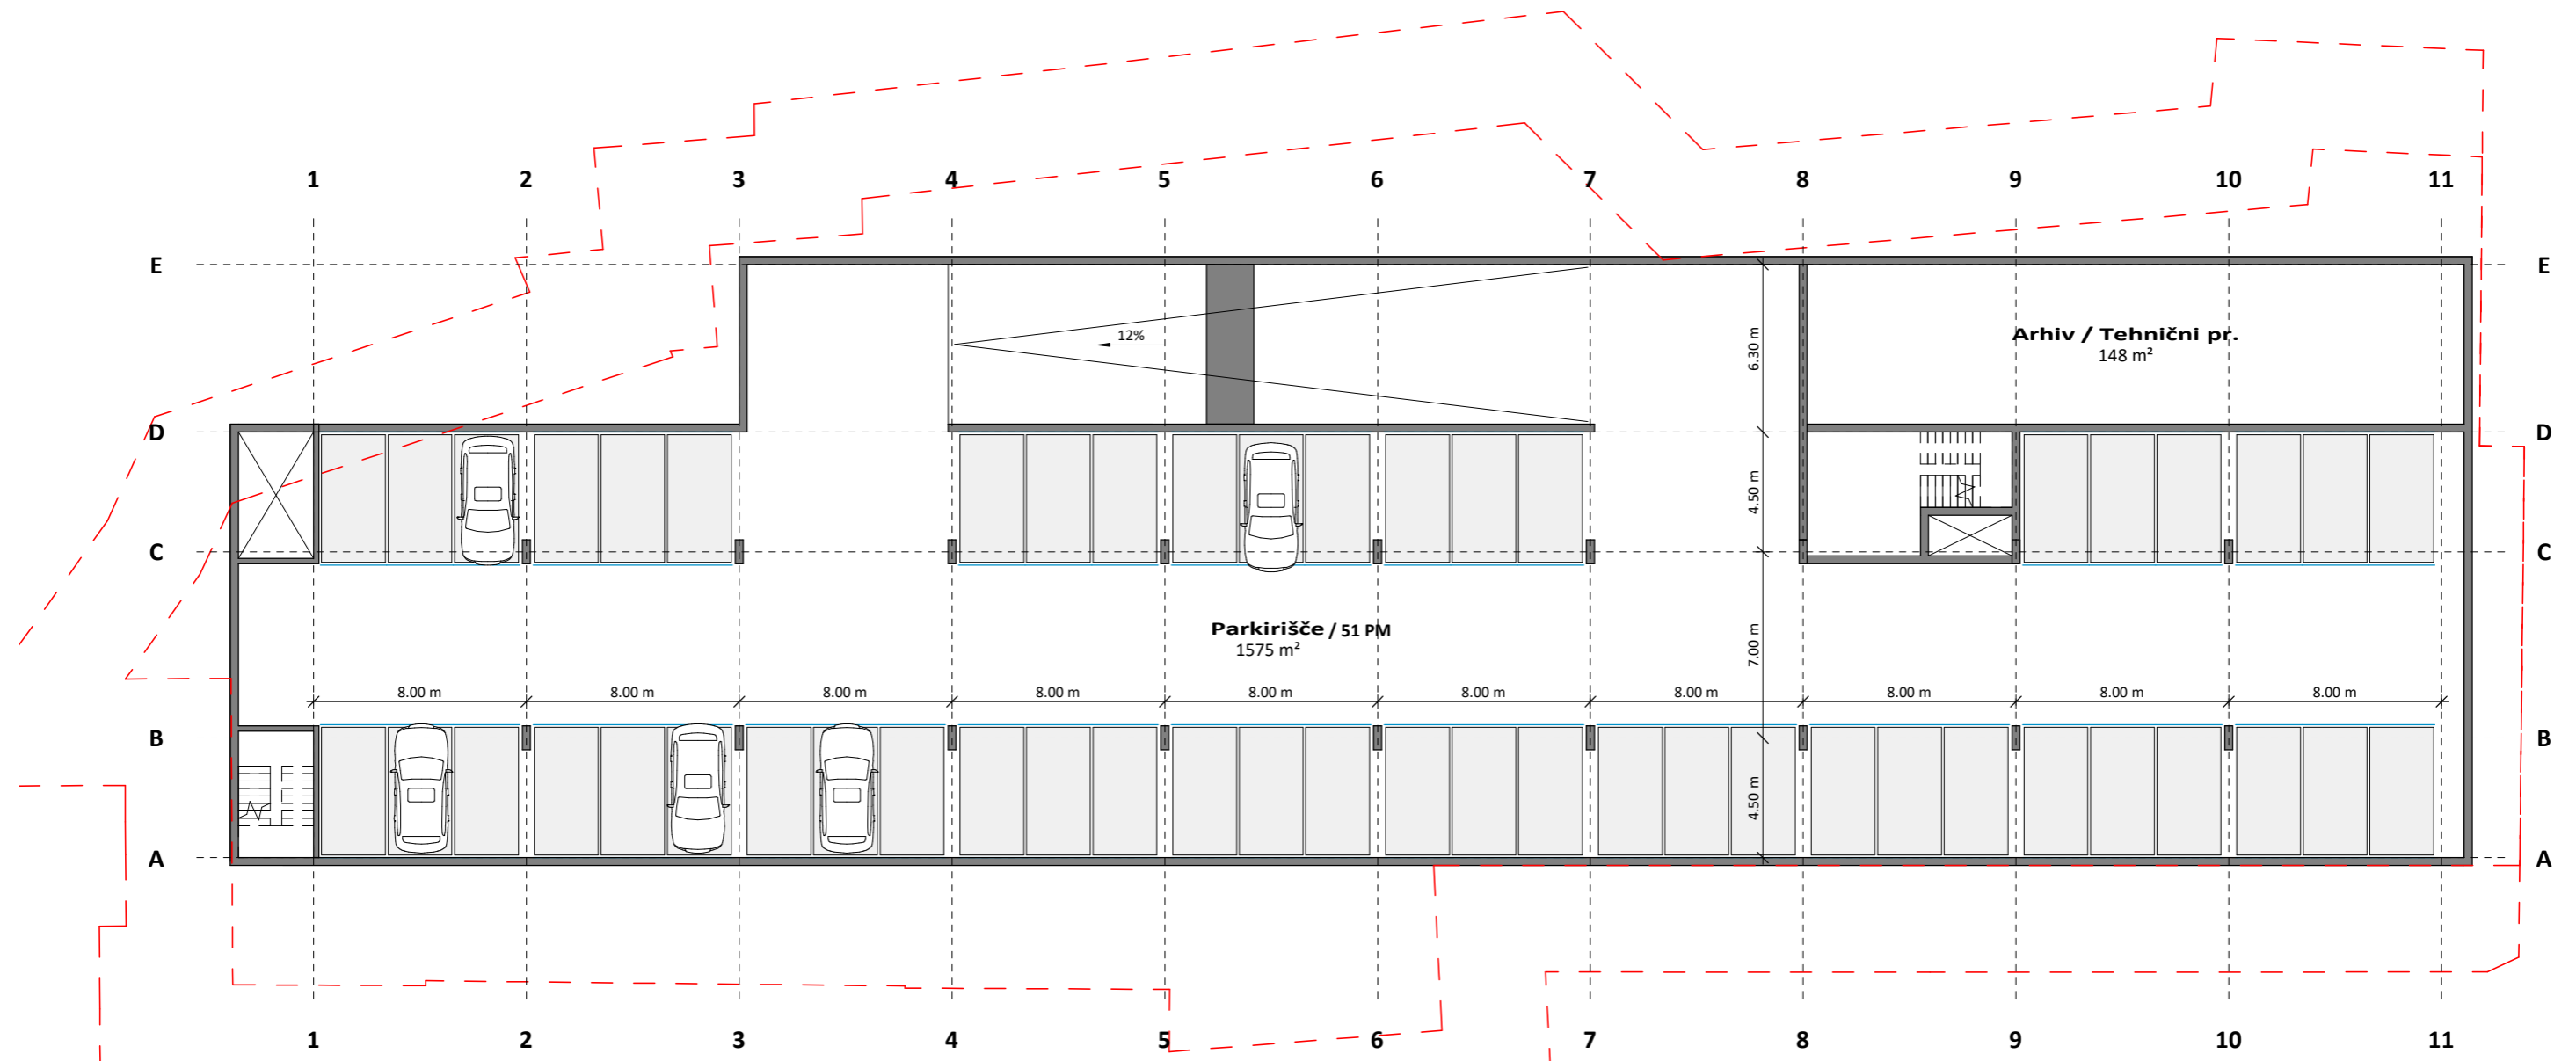 1 2 3 4 5 6 7 8 9 10 11
E E
12%
6.30 m
Arhiv / Tehnični pr.
148 m²
D D
4.50 m
C C
Parkirišče / 51 PM
1575 m²
7.00 m
8.00 m 8.00 m 8.00 m 8.00 m 8.00 m 8.00 m 8.00 m 8.00 m 8.00 m 8.00 m
B B
4.50 m
A A
1 2 3 4 5 6 7 8 9 10 11